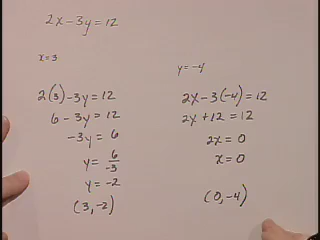 2x-3y=12
x=3
2(3)-3y=12
6-3y=12
-3y=6
y=6/-3
y=-2
(3,-2)
y=-4
2x-3(-4)=12
2x+12=12
2x=0
x=0
(0,-4)